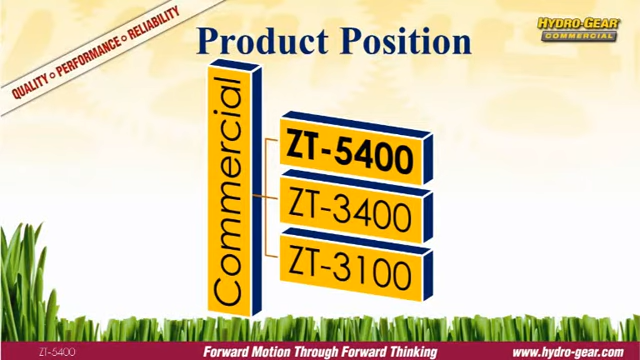 QUALITY ○ PERFORMANCE ○ RELIABILITY
Product Position
HYDRO-GEAR
COMMERCIAL
Commercial
ZT-5400
ZT-3400
ZT-3100
ZT-5400
Forward Motion Through Forward Thinking
www.hydro-gear.com